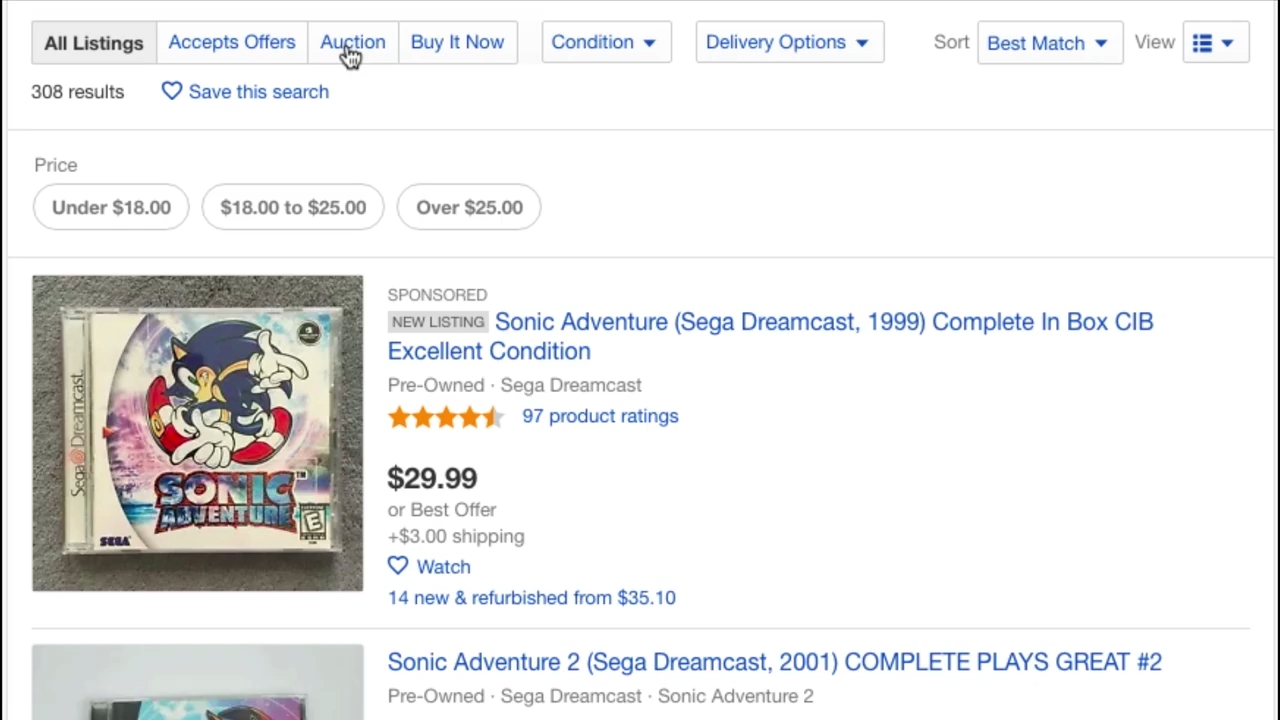 All Listings Accepts Offers Auction Buy It Now Condition Delivery Options Sort Best Match View
308 results Save this search
Price
Under $18.00 $18.00 to $25.00 Over $25.00
SPONSORED
NEW LISTING Sonic Adventure (Sega Dreamcast, 1999) Complete In Box CIB
Excellent Condition
Pre-Owned · Sega Dreamcast
97 product ratings
$29.99
or Best Offer
+$3.00 shipping
Watch
14 new & refurbished from $35.10
Sega Dreamcast.
SONIC
ADVENTURE
TM
SEGA
E
Sonic Adventure 2 (Sega Dreamcast, 2001) COMPLETE PLAYS GREAT #2
Pre-Owned · Sega Dreamcast · Sonic Adventure 2